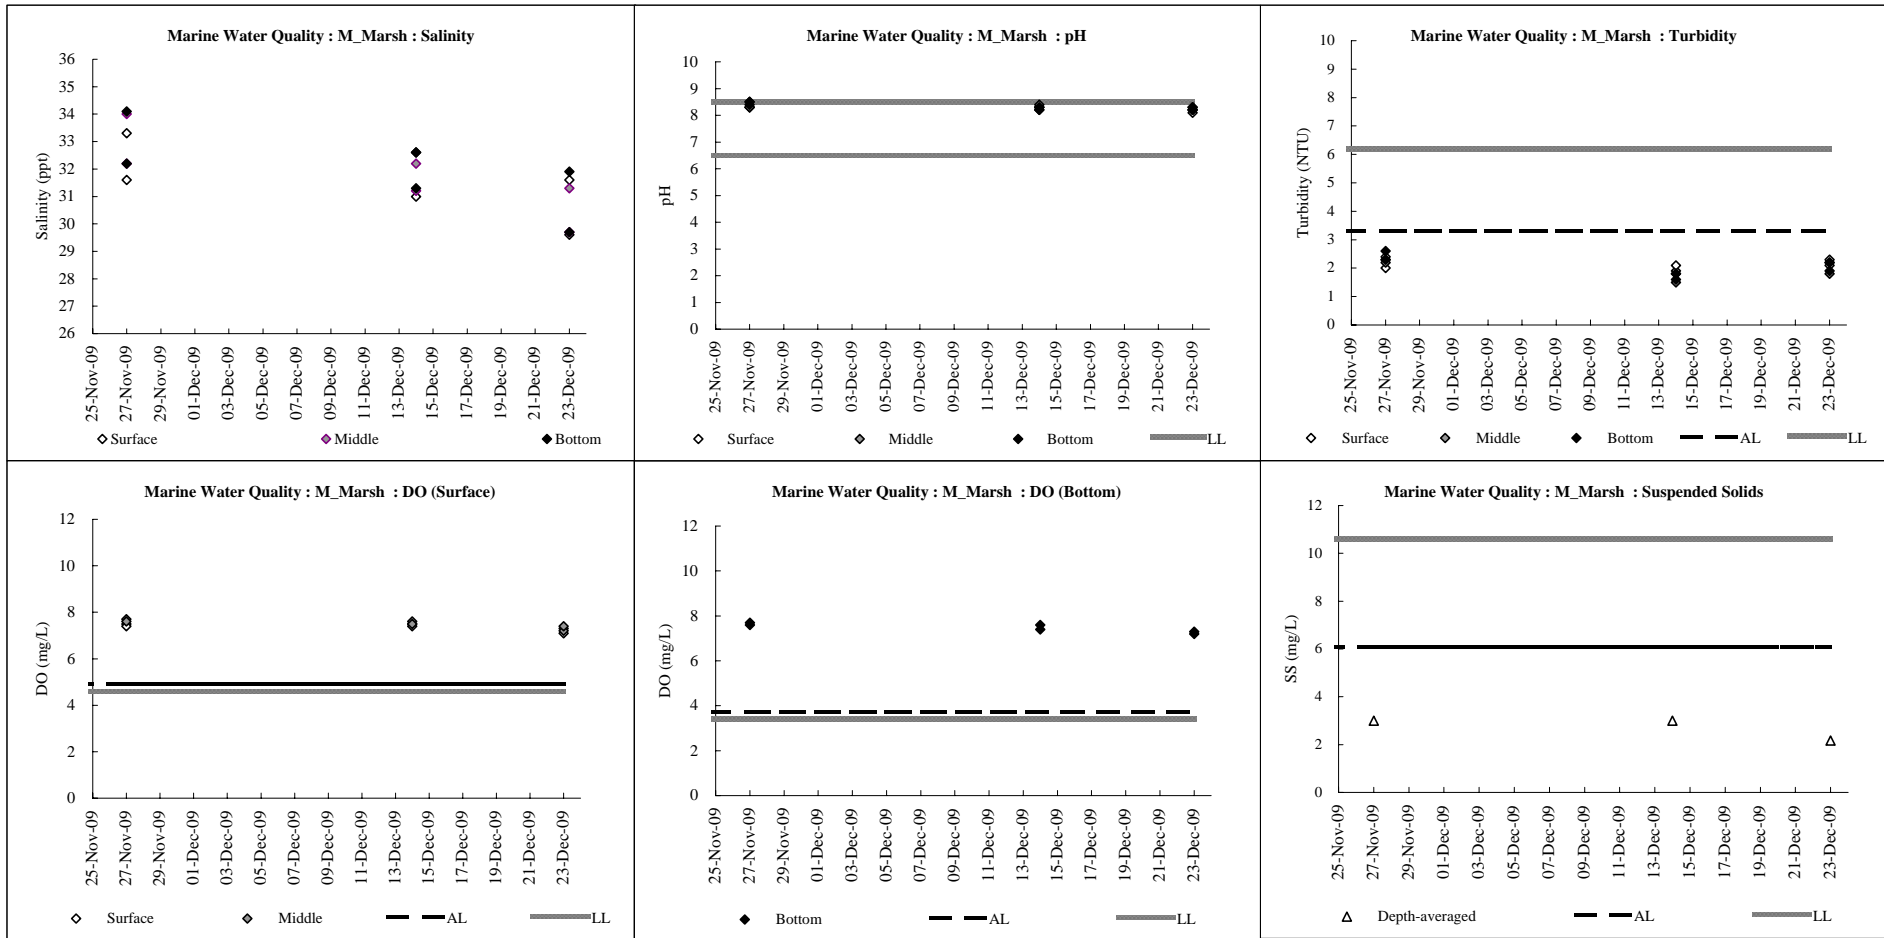 Marine Water Quality : M_Marsh : Salinity
36
35
34
33
32
31
30
29
28
27
26
Salinity (ppt)
25-Nov-09
27-Nov-09
29-Nov-09
01-Dec-09
03-Dec-09
05-Dec-09
07-Dec-09
09-Dec-09
11-Dec-09
13-Dec-09
15-Dec-09
17-Dec-09
19-Dec-09
21-Dec-09
23-Dec-09
Surface Middle Bottom
Marine Water Quality : M_Marsh : pH
10
9
8
7
6
5
4
3
2
1
0
pH
25-Nov-09
27-Nov-09
29-Nov-09
01-Dec-09
03-Dec-09
05-Dec-09
07-Dec-09
09-Dec-09
11-Dec-09
13-Dec-09
15-Dec-09
17-Dec-09
19-Dec-09
21-Dec-09
23-Dec-09
Surface Middle Bottom LL
Marine Water Quality : M_Marsh : Turbidity
10
9
8
7
6
5
4
3
2
1
0
Turbidity (NTU)
25-Nov-09
27-Nov-09
29-Nov-09
01-Dec-09
03-Dec-09
05-Dec-09
07-Dec-09
09-Dec-09
11-Dec-09
13-Dec-09
15-Dec-09
17-Dec-09
19-Dec-09
21-Dec-09
23-Dec-09
Surface Middle Bottom AL LL
Marine Water Quality : M_Marsh : DO (Surface)
12
10
8
6
4
2
0
DO (mg/L)
25-Nov-09
27-Nov-09
29-Nov-09
01-Dec-09
03-Dec-09
05-Dec-09
07-Dec-09
09-Dec-09
11-Dec-09
13-Dec-09
15-Dec-09
17-Dec-09
19-Dec-09
21-Dec-09
23-Dec-09
Surface Middle AL LL
Marine Water Quality : M_Marsh : DO (Bottom)
12
10
8
6
4
2
0
DO (mg/L)
25-Nov-09
27-Nov-09
29-Nov-09
01-Dec-09
03-Dec-09
05-Dec-09
07-Dec-09
09-Dec-09
11-Dec-09
13-Dec-09
15-Dec-09
17-Dec-09
19-Dec-09
21-Dec-09
23-Dec-09
Bottom AL LL
Marine Water Quality : M_Marsh : Suspended Solids
12
10
8
6
4
2
0
SS (mg/L)
25-Nov-09
27-Nov-09
29-Nov-09
01-Dec-09
03-Dec-09
05-Dec-09
07-Dec-09
09-Dec-09
11-Dec-09
13-Dec-09
15-Dec-09
17-Dec-09
19-Dec-09
21-Dec-09
23-Dec-09
Depth-averaged AL LL